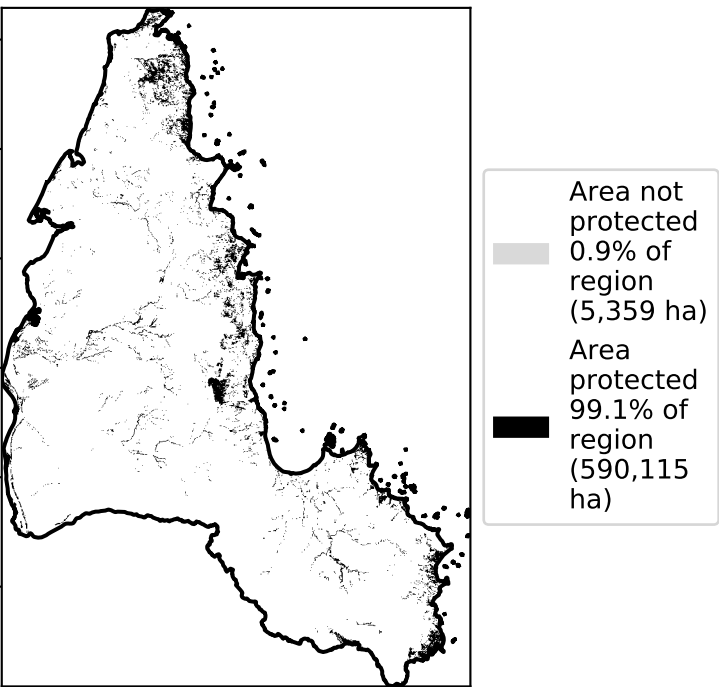 Area not
protected
0.9% of
region
(5,359 ha)
Area
protected
99.1% of
region
(590,115
ha)